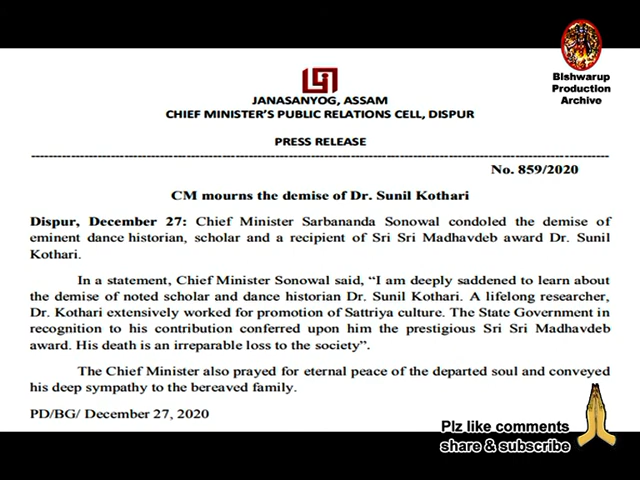 Bishwarup
Production
Archive
JANASANYOG, ASSAM
CHIEF MINISTER'S PUBLIC RELATIONS CELL, DISPUR
PRESS RELEASE
No. 859/2020
CM mourns the demise of Dr. Sunil Kothari
Dispur, December 27: Chief Minister Sarbananda Sonowal condoled the demise of
eminent dance historian, scholar and a recipient of Sri Sri Madhavdeb award Dr. Sunil
Kothari.
In a statement, Chief Minister Sonowal said, “I am deeply saddened to learn about
the demise of noted scholar and dance historian Dr. Sunil Kothari. A lifelong researcher,
Dr. Kothari extensively worked for promotion of Sattriya culture. The State Government in
recognition to his contribution conferred upon him the prestigious Sri Sri Madhavdeb
award. His death is an irreparable loss to the society”.
The Chief Minister also prayed for eternal peace of the departed soul and conveyed
his deep sympathy to the bereaved family.
PD/BG/ December 27, 2020
Plz like comments
share & subscribe